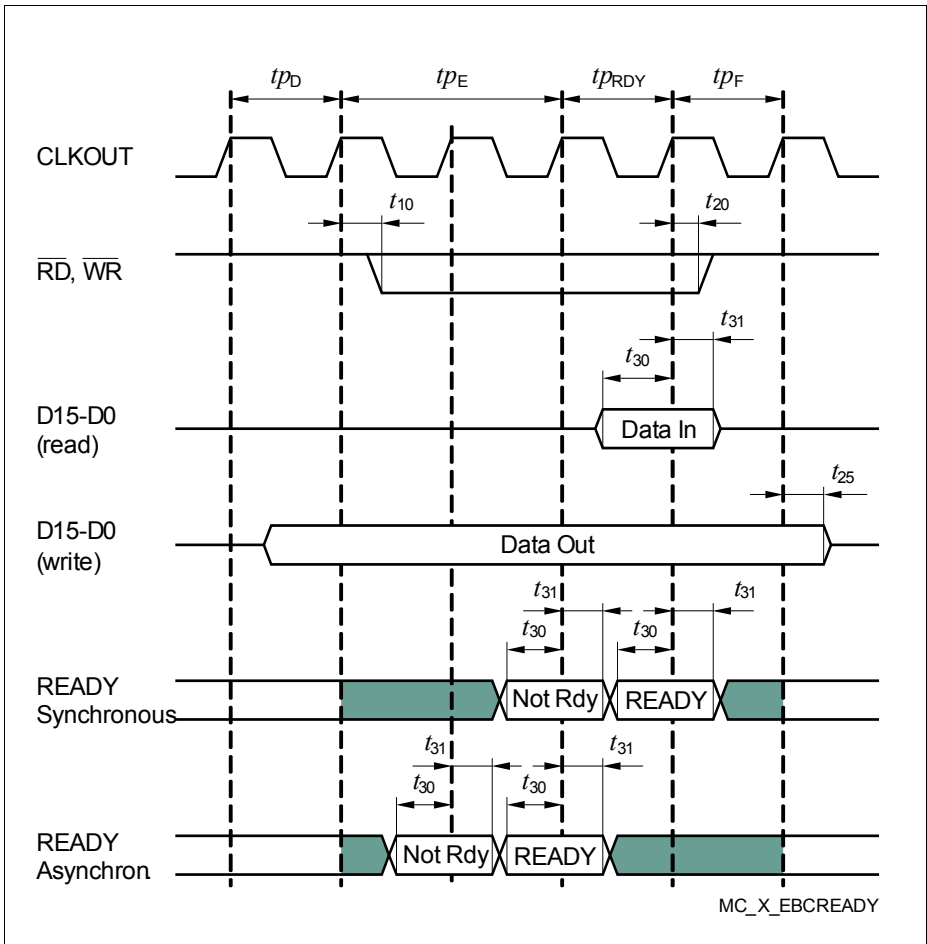 tpD tpE tpRDY tpF
CLKOUT
t10 t20
RD, WR
t31
t30
D15-D0
(read)
Data In
t25
D15-D0
(write)
Data Out
t31 t31
t30 t30
READY
Synchronous
Not Rdy READY
t31 t31
t30 t30
READY
Asynchron.
Not Rdy READY
MC_X_EBCREADY